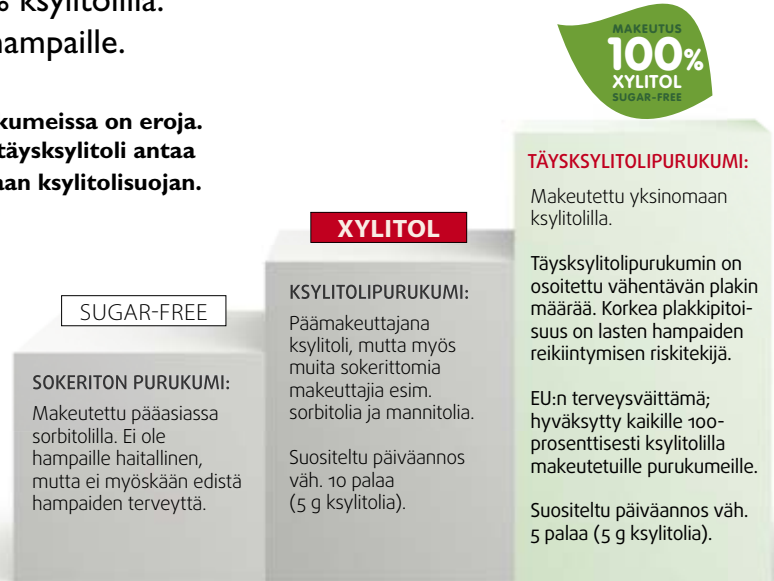 % ksylitolilla.
hampaille.
kumeissa on eroja.
täysksylitoli antaa
aan ksylitolisuojan.
MAKEUTUS
100%
XYLITOL
SUGAR-FREE
TÄYSKSYLITOLIPURUKUMI:
Makeutettu yksinomaan
ksylitolilla.
Täysksylitolipurukumin on
osoitettu vähentävän plakin
määrää. Korkea plakkipitoi-
suus on lasten hampaiden
reikiintymisen riskitekijä.
EU:n terveysväittämä;
hyväksytty kaikille 100-
prosenttisesti ksylitolilla
makeutetuille purukumeille.
Suositeltu päiväannos väh.
5 palaa (5 g ksylitolia).
XYLITOL
KSYLITOLIPURUKUMI:
Päämakeuttajana
ksylitoli, mutta myös
muita sokerittomia
makeuttajia esim.
sorbitolia ja mannitolia.
Suositeltu päiväannos
väh. 10 palaa
(5 g ksylitolia).
SUGAR-FREE
SOKERITON PURUKUMI:
Makeutettu pääasiassa
sorbitolilla. Ei ole
hampaille haitallinen,
mutta ei myöskään edistä
hampaiden terveyttä.